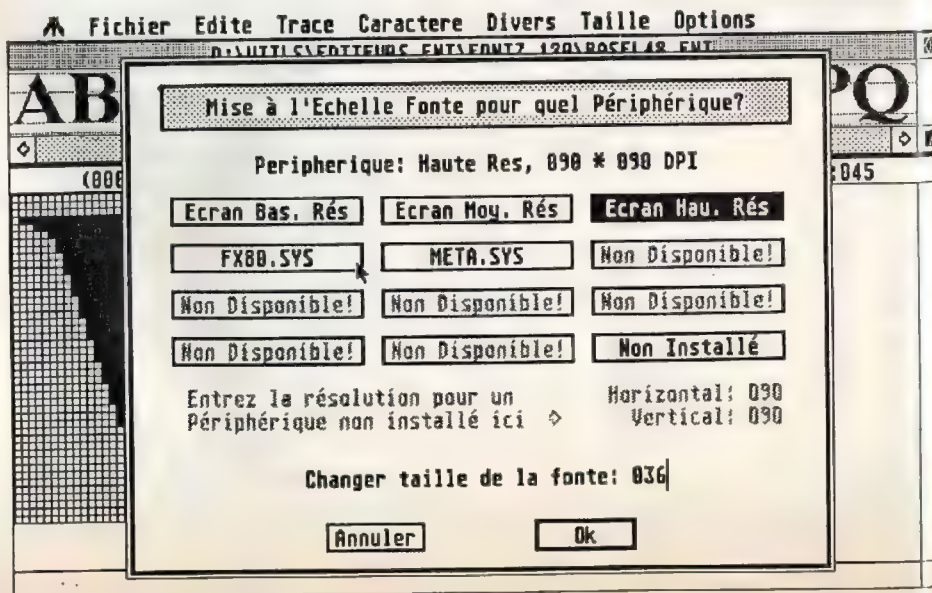 Fichier Edite Trace Caractere Divers Taille Options
AB
PQ
Mise à l'Echelle Fonte pour quel Périphérique?
Peripherique: Haute Res, 090 * 090 DPI
(000
:045
Ecran Bas. Rés Ecran Moy. Rés Ecran Hau. Rés
FX80.SYS META.SYS Non Disponible!
Non Disponible! Non Disponible! Non Disponible!
Non Disponible! Non Disponible! Non Installé
Entrez la résolution pour un Horizontal: 090
Périphérique non installé ici Vertical: 090
Changer taille de la fonte: 036
Annuler Ok